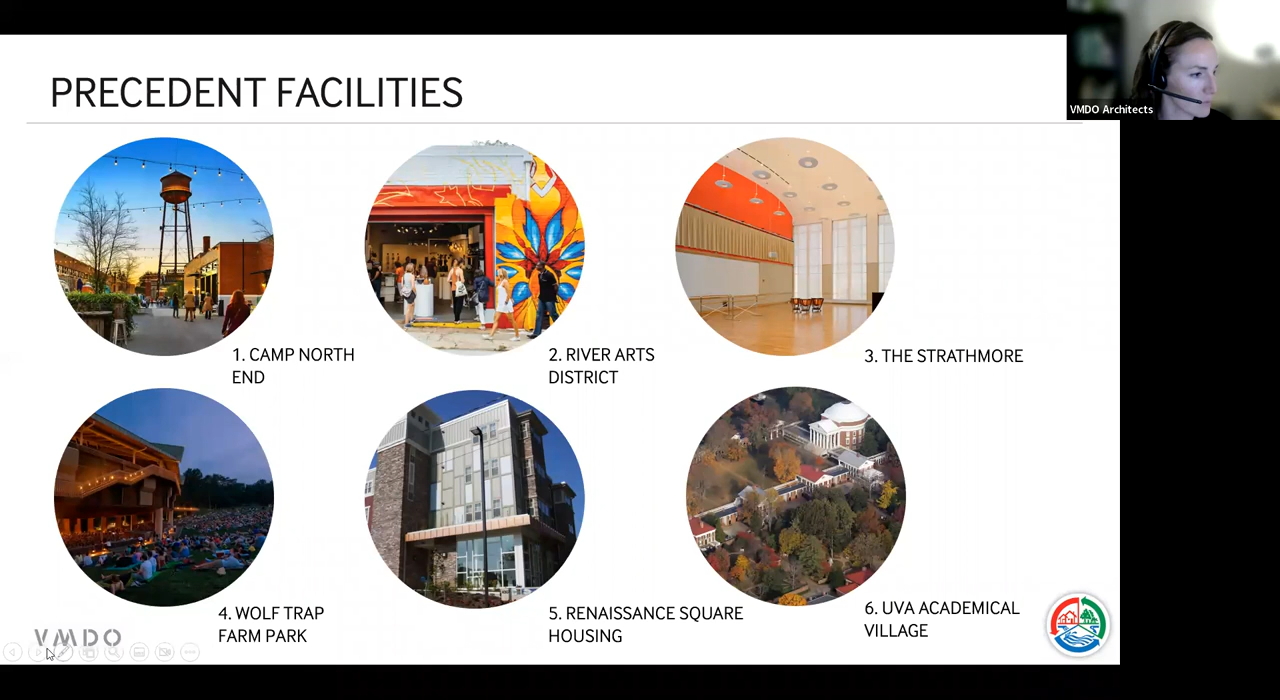 PRECEDENT FACILITIES
VMDO Architects
1. CAMP NORTH
END
2. RIVER ARTS
DISTRICT
3. THE STRATHMORE
4. WOLF TRAP
FARM PARK
5. RENAISSANCE SQUARE
HOUSING
6. UVA ACADEMICAL
VILLAGE
VMDO